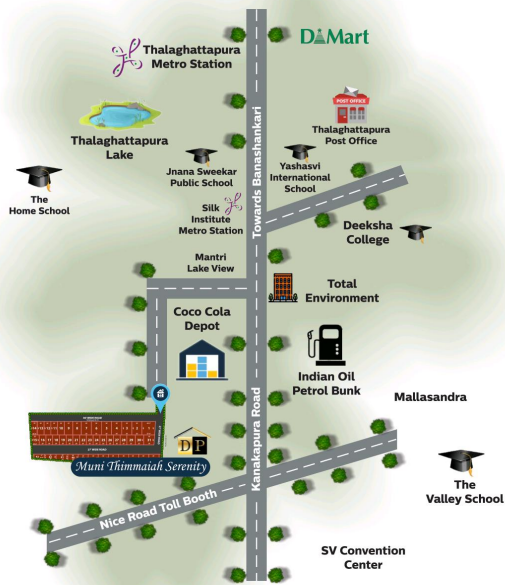 D MART
Thalaghattapura
Metro Station
POST OFFICE
Thalaghattapura
Post Office
Thalaghattapura
Lake
Jnana Sweekar
Public School
Yashasvi
International
School
Towards Banashankari
The
Home School
Silk
Institute
Metro Station
Deeksha
College
Mantri
Lake View
Total
Environment
Coco Cola
Depot
Indian Oil
Petrol Bunk
Mallasandra
Kanakapura Road
DP
Muni Thimmaiah Serenity
The
Valley School
Nice Road Toll Booth
SV Convention
Center